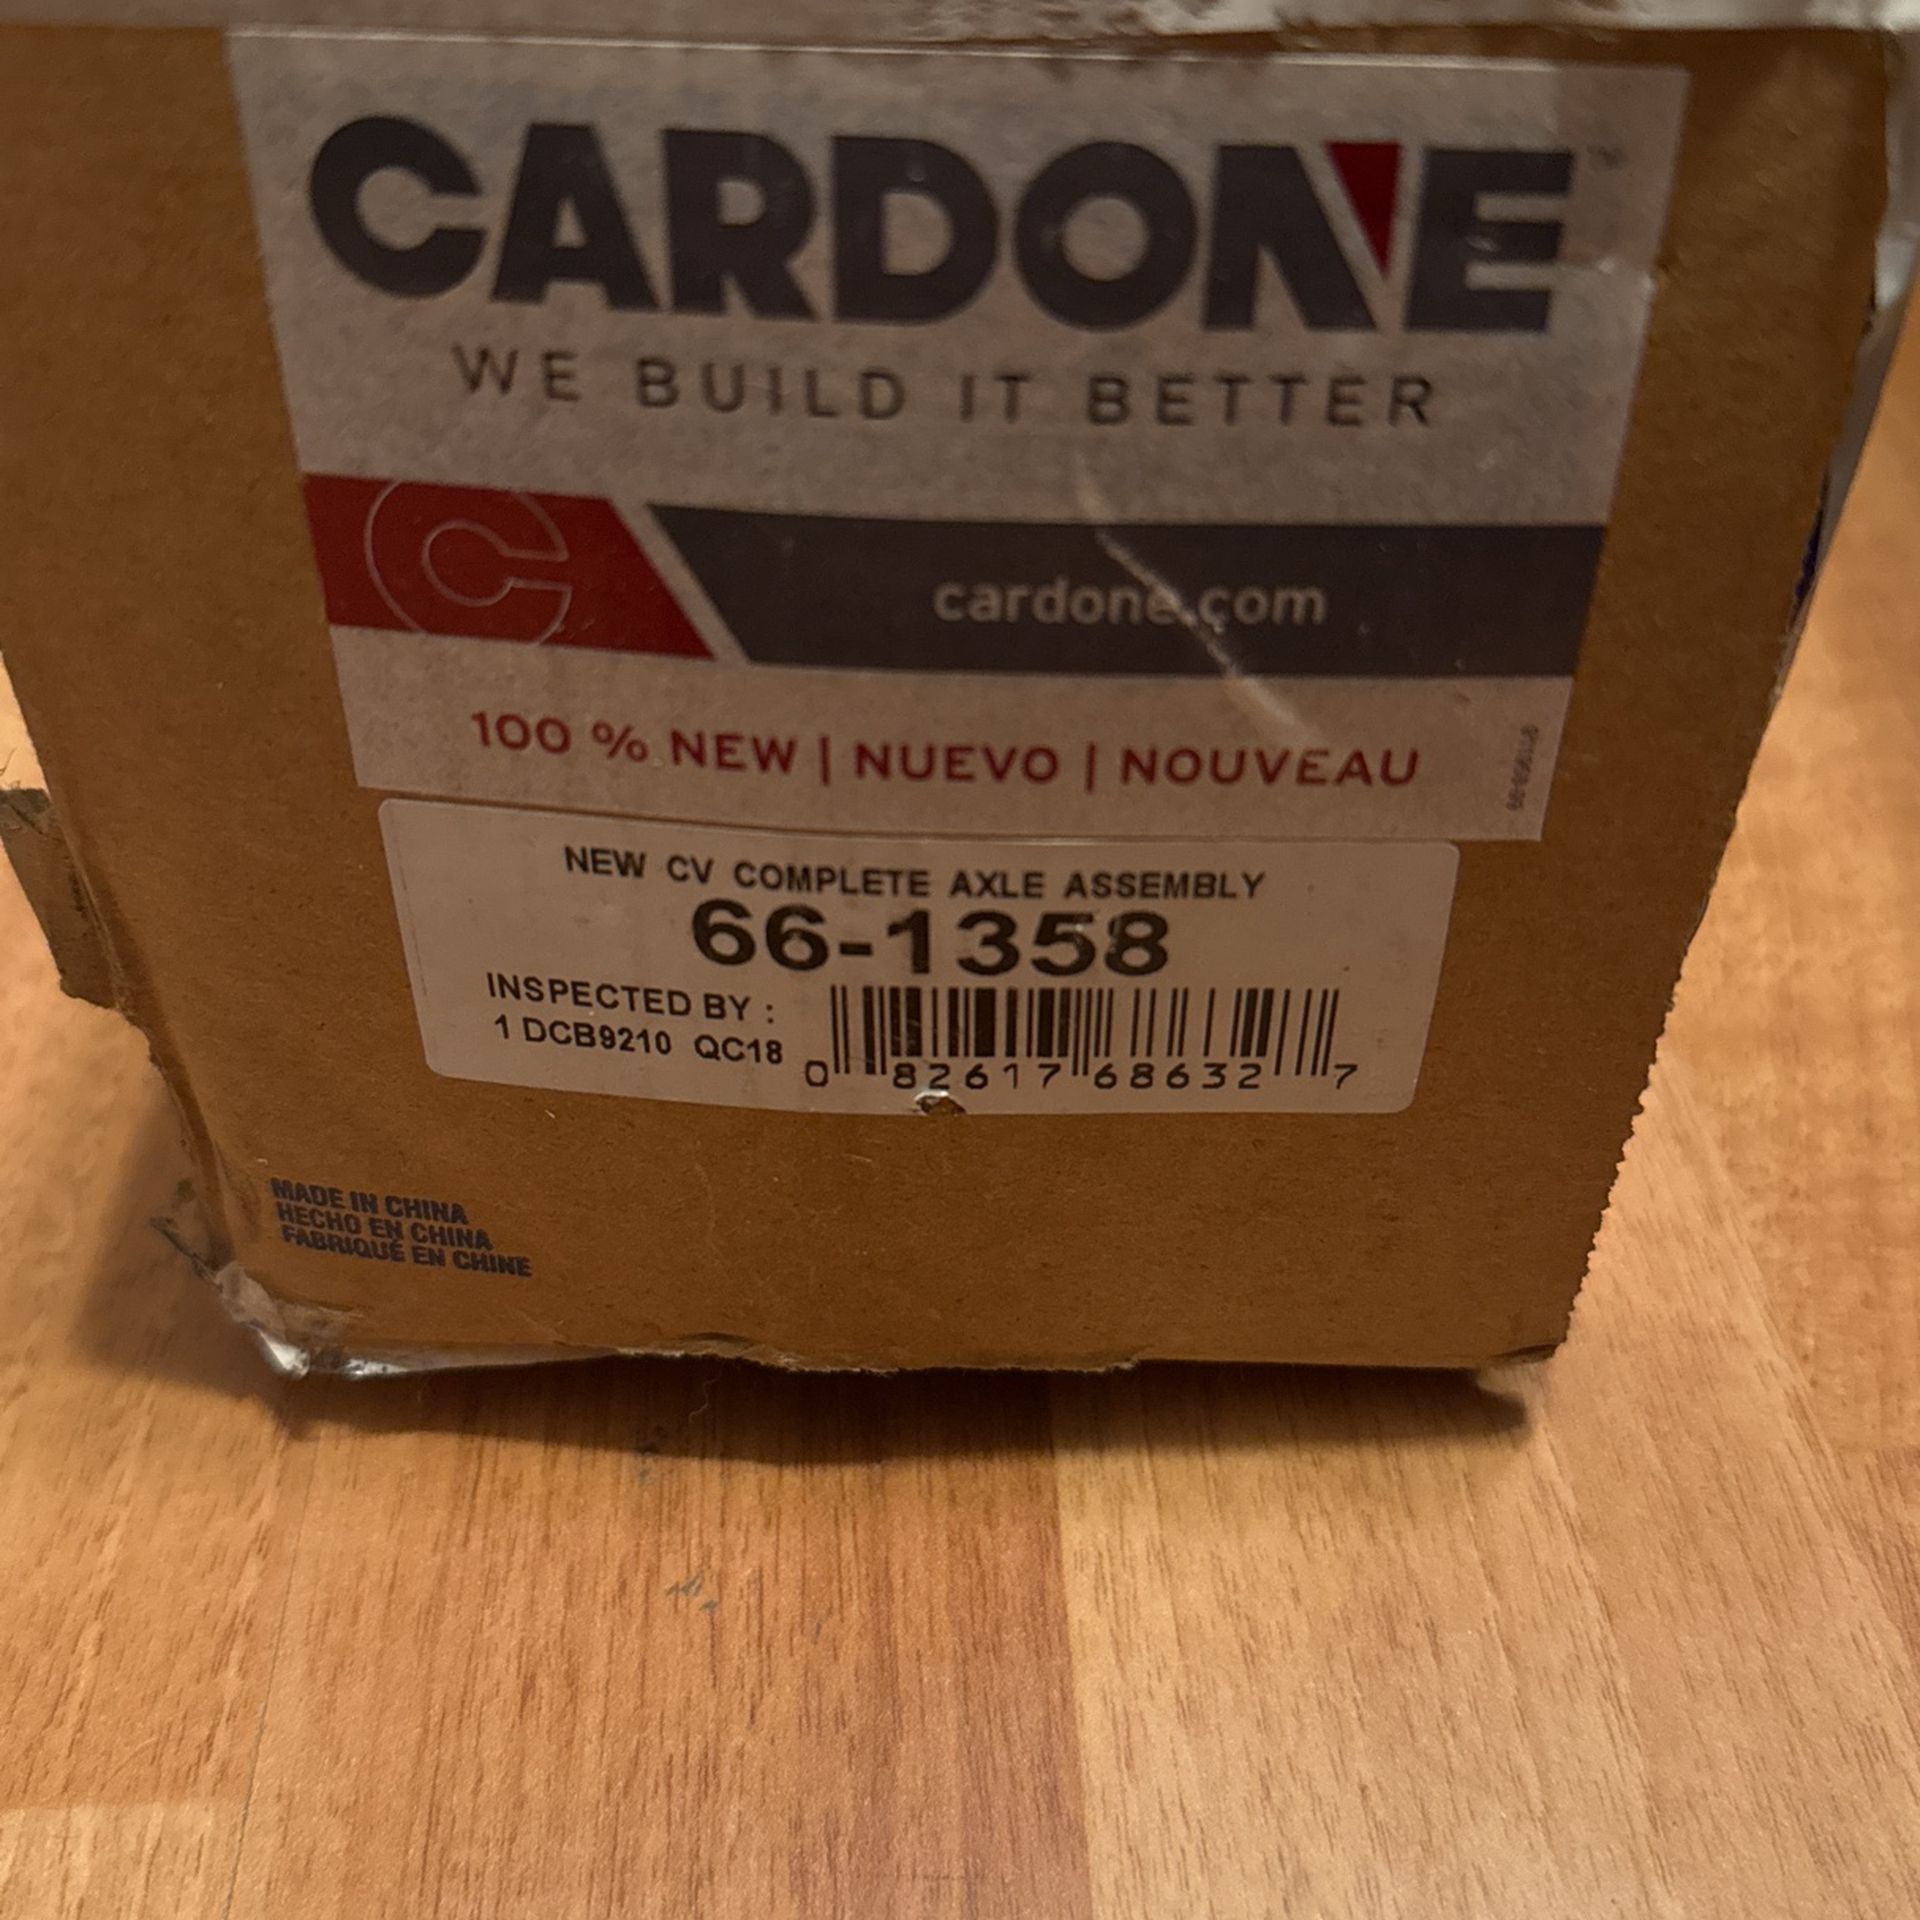 CARDONE™
WE BUILD IT BETTER
cardone.com
100 % NEW | NUEVO | NOUVEAU
NEW CV COMPLETE AXLE ASSEMBLY
66-1358
INSPECTED BY :
1 DCB9210 QC18
0 82617 68632 7
MADE IN CHINA
HECHO EN CHINA
FABRIQUÉ EN CHINE